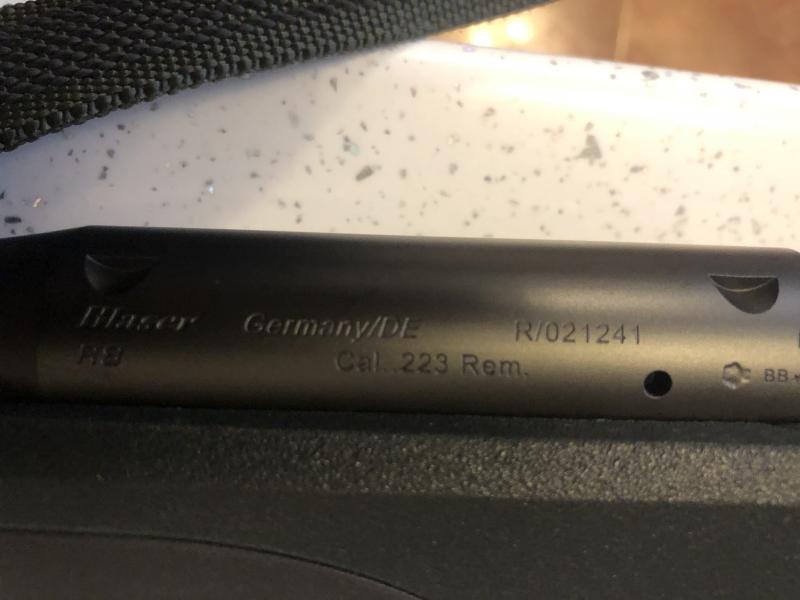 Blaser Germany/DE R/021241
R8 Cal..223 Rem.
BB